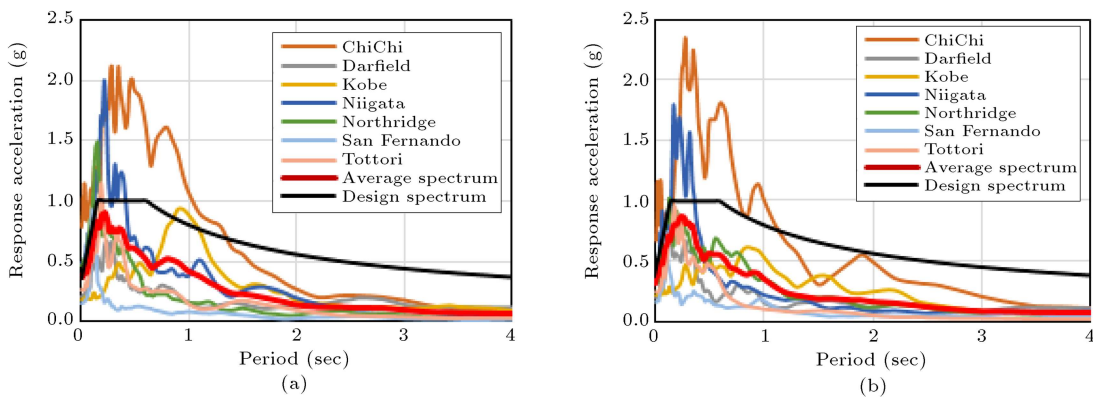 2.5
2.0
1.5
1.0
0.5
0.0
Response acceleration (g)
ChiChi
Darfield
Kobe
Niigata
Northridge
San Fernando
Tottori
Average spectrum
Design spectrum
0 1 2 3 4
Period (sec)
(a)
2.5
2.0
1.5
1.0
0.5
0.0
Response acceleration (g)
ChiChi
Darfield
Kobe
Niigata
Northridge
San Fernando
Tottori
Average spectrum
Design spectrum
0 1 2 3 4
Period (sec)
(b)